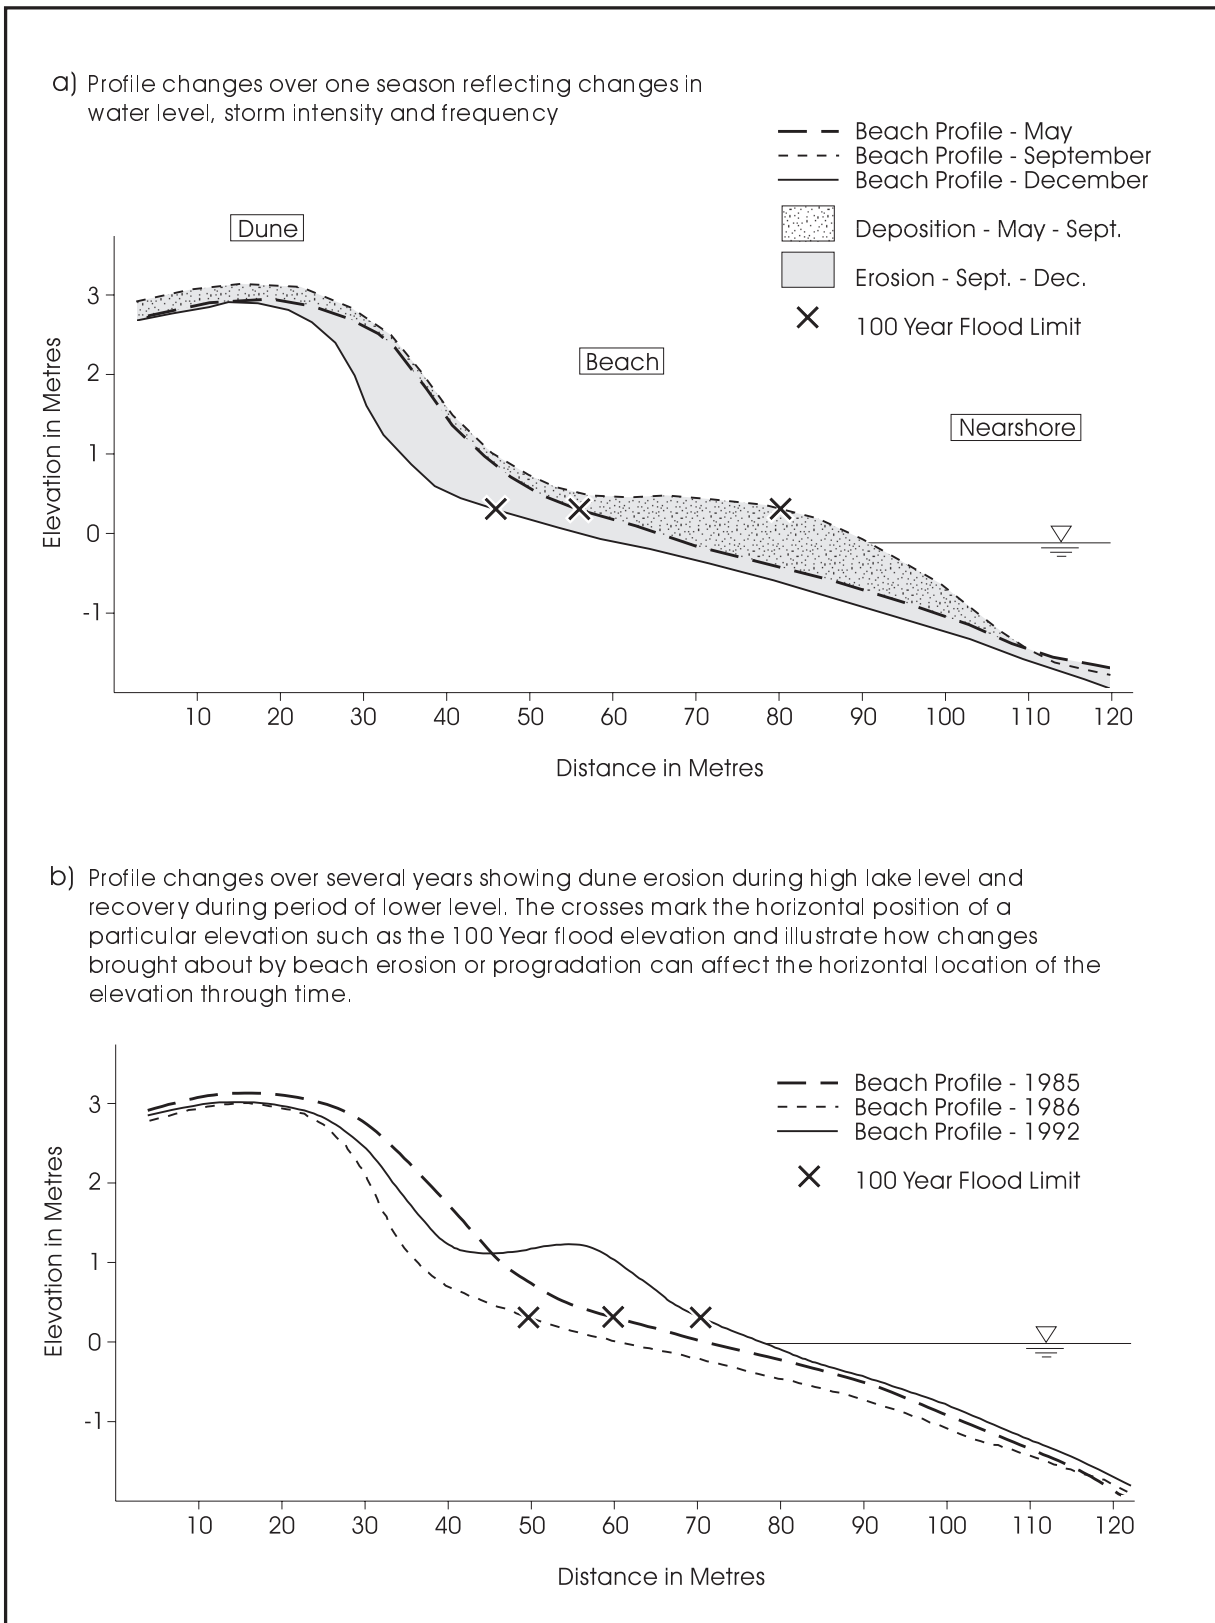 a) Profile changes over one season reflecting changes in
water level, storm intensity and frequency
Beach Profile - May
Beach Profile - September
Beach Profile - December
Deposition - May - Sept.
Erosion - Sept. - Dec.
100 Year Flood Limit
Dune
Beach
Nearshore
Elevation in Metres
3
2
1
0
-1
10 20 30 40 50 60 70 80 90 100 110 120
Distance in Metres
b) Profile changes over several years showing dune erosion during high lake level and
recovery during period of lower level. The crosses mark the horizontal position of a
particular elevation such as the 100 Year flood elevation and illustrate how changes
brought about by beach erosion or progradation can affect the horizontal location of the
elevation through time.
Beach Profile - 1985
Beach Profile - 1986
Beach Profile - 1992
100 Year Flood Limit
Elevation in Metres
3
2
1
0
-1
10 20 30 40 50 60 70 80 90 100 110 120
Distance in Metres